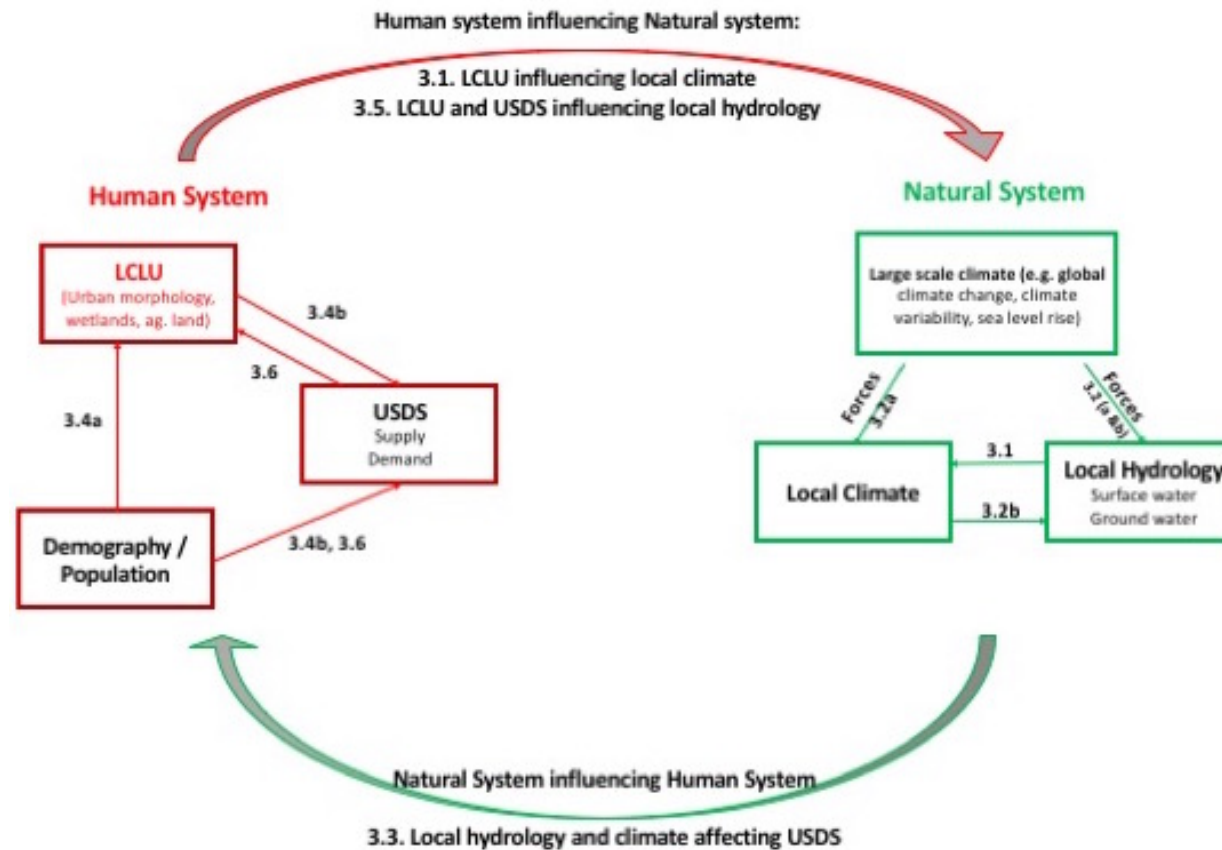 Human system influencing Natural system:
3.1. LCLU influencing local climate
3.5. LCLU and USDS influencing local hydrology
Human System
Natural System
LCLU
(Urban morphology,
wetlands, ag. land)
3.4b
3.6
3.4a
USDS
Supply
Demand
Demography /
Population
3.4b, 3.6
Large scale climate (e.g. global
climate change, climate
variability, sea level rise)
Forces
3.2a
Forces
3.2 (a &b)
Local Climate
3.1
3.2b
Local Hydrology
Surface water
Ground water
Natural System influencing Human System
3.3. Local hydrology and climate affecting USDS